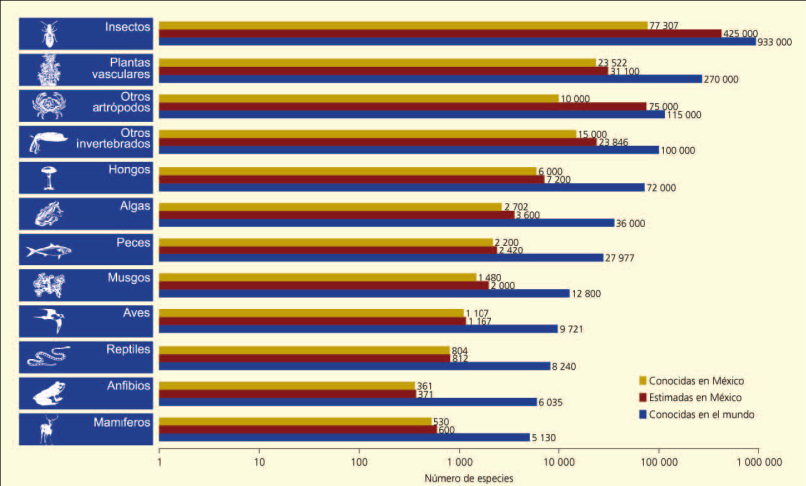 Insectos
77 307
425 000
933 000
Plantas
vasculares
23 522
31 100
270 000
Otros
artrópodos
10 000
75 000
115 000
Otros
invertebrados
15 000
23 846
100 000
Hongos
6 000
7 200
72 000
Algas
2 702
3 600
36 000
Peces
2 200
2 420
27 977
Musgos
1 480
2 000
12 800
Aves
1 107
1 167
9 721
Reptiles
804
812
8 240
Anfibios
361
371
6 035
Mamíferos
530
600
5 130
Conocidas en México
Estimadas en México
Conocidas en el mundo
1 10 100 1 000 10 000 100 000 1 000 000
Número de especies